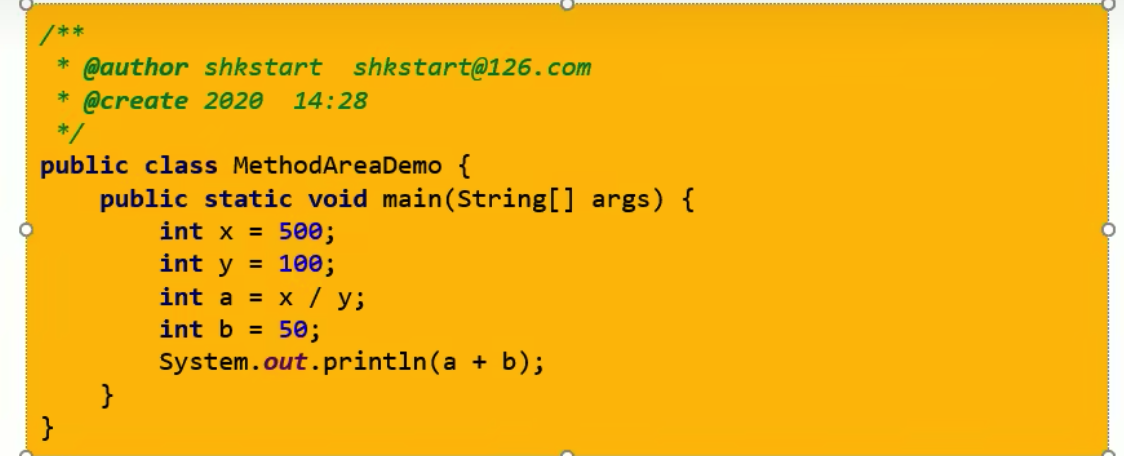 /**
 * @author shkstart  shkstart@126.com
 * @create 2020  14:28
 */
public class MethodAreaDemo {
    public static void main(String[] args) {
        int x = 500;
        int y = 100;
        int a = x / y;
        int b = 50;
        System.out.println(a + b);
    }
}